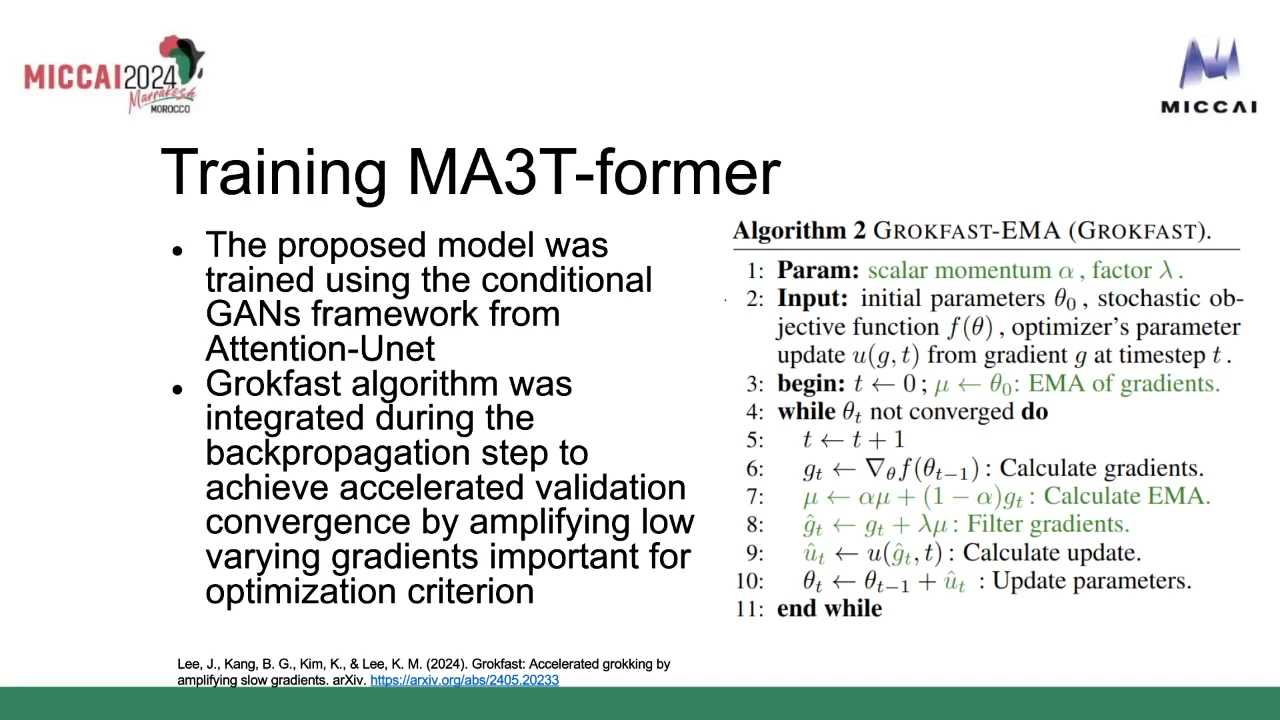 MICCAI2024
Marrakesh
MOROCCO
MICCAI
Training MA3T-former
● The proposed model was
trained using the conditional
GANs framework from
Attention-Unet
● Grokfast algorithm was
integrated during the
backpropagation step to
achieve accelerated validation
convergence by amplifying low
varying gradients important for
optimization criterion
Algorithm 2 GROKFAST-EMA (GROKFAST).
1: Param: scalar momentum α, factor λ.
2: Input: initial parameters θ₀, stochastic ob-
jective function f(θ), optimizer's parameter
update u(g, t) from gradient g at timestep t.
3: begin: t ← 0; μ ← θ₀: EMA of gradients.
4: while θₜ not converged do
5: t ← t + 1
6: gₜ ← ∇_θ f(θₜ₋₁): Calculate gradients.
7: μ ← αμ + (1 − α)gₜ: Calculate EMA.
8: ĝₜ ← gₜ + λμ: Filter gradients.
9: ûₜ ← u(ĝₜ, t): Calculate update.
10: θₜ ← θₜ₋₁ + ûₜ : Update parameters.
11: end while
Lee, J., Kang, B. G., Kim, K., & Lee, K. M. (2024). Grokfast: Accelerated grokking by
amplifying slow gradients. arXiv. https://arxiv.org/abs/2405.20233